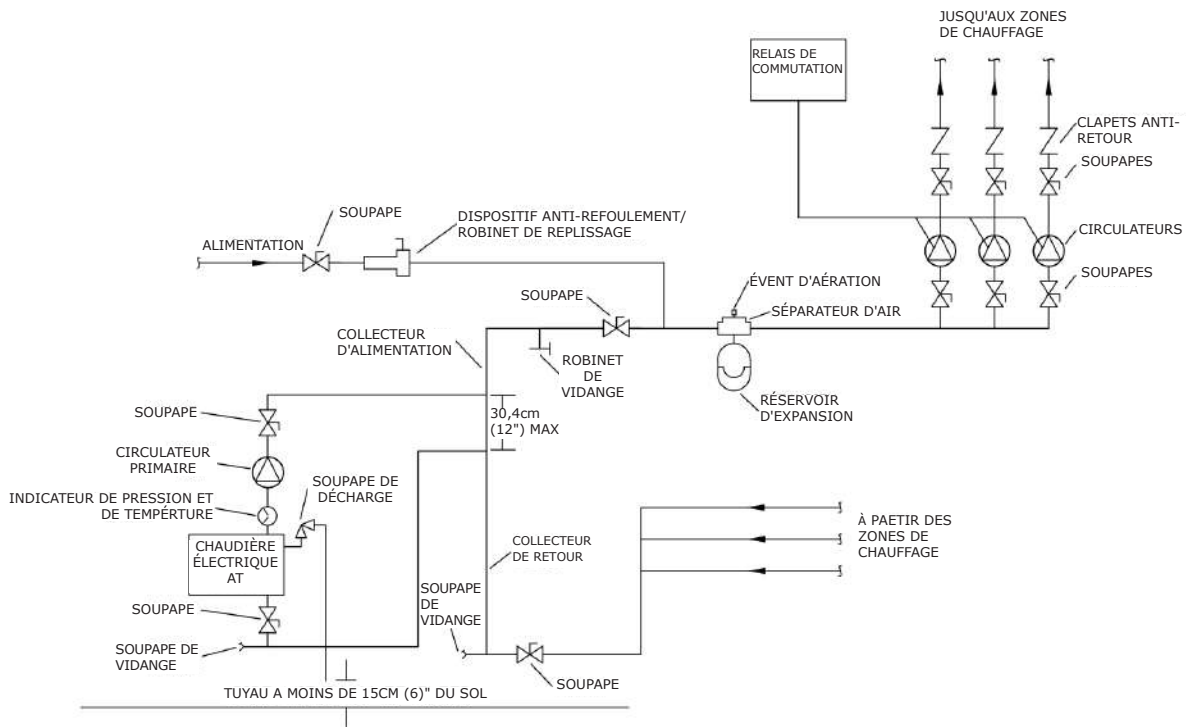 JUSQU'AUX ZONES
DE CHAUFFAGE
RELAIS DE
COMMUTATION
CLAPETS ANTI-
RETOUR
SOUPAPES
CIRCULATEURS
SOUPAPES
SOUPAPE
DISPOSITIF ANTI-REFOULEMENT/
ROBINET DE REPLISSAGE
ALIMENTATION
ÉVENT D'AÉRATION
SOUPAPE
SÉPARATEUR D'AIR
COLLECTEUR
D'ALIMENTATION
ROBINET
DE
VIDANGE
RÉSERVOIR
D'EXPANSION
30,4cm
(12") MAX
SOUPAPE
CIRCULATEUR
PRIMAIRE
SOUPAPE DE
DÉCHARGE
INDICATEUR DE PRESSION ET
DE TEMPÉRTURE
CHAUDIÈRE
ÉLECTRIQUE
AT
À PAETIR DES
ZONES DE
CHAUFFAGE
COLLECTEUR
DE RETOUR
SOUPAPE
SOUPAPE
DE
VIDANGE
SOUPAPE DE
VIDANGE
SOUPAPE
TUYAU A MOINS DE 15CM (6)" DU SOL